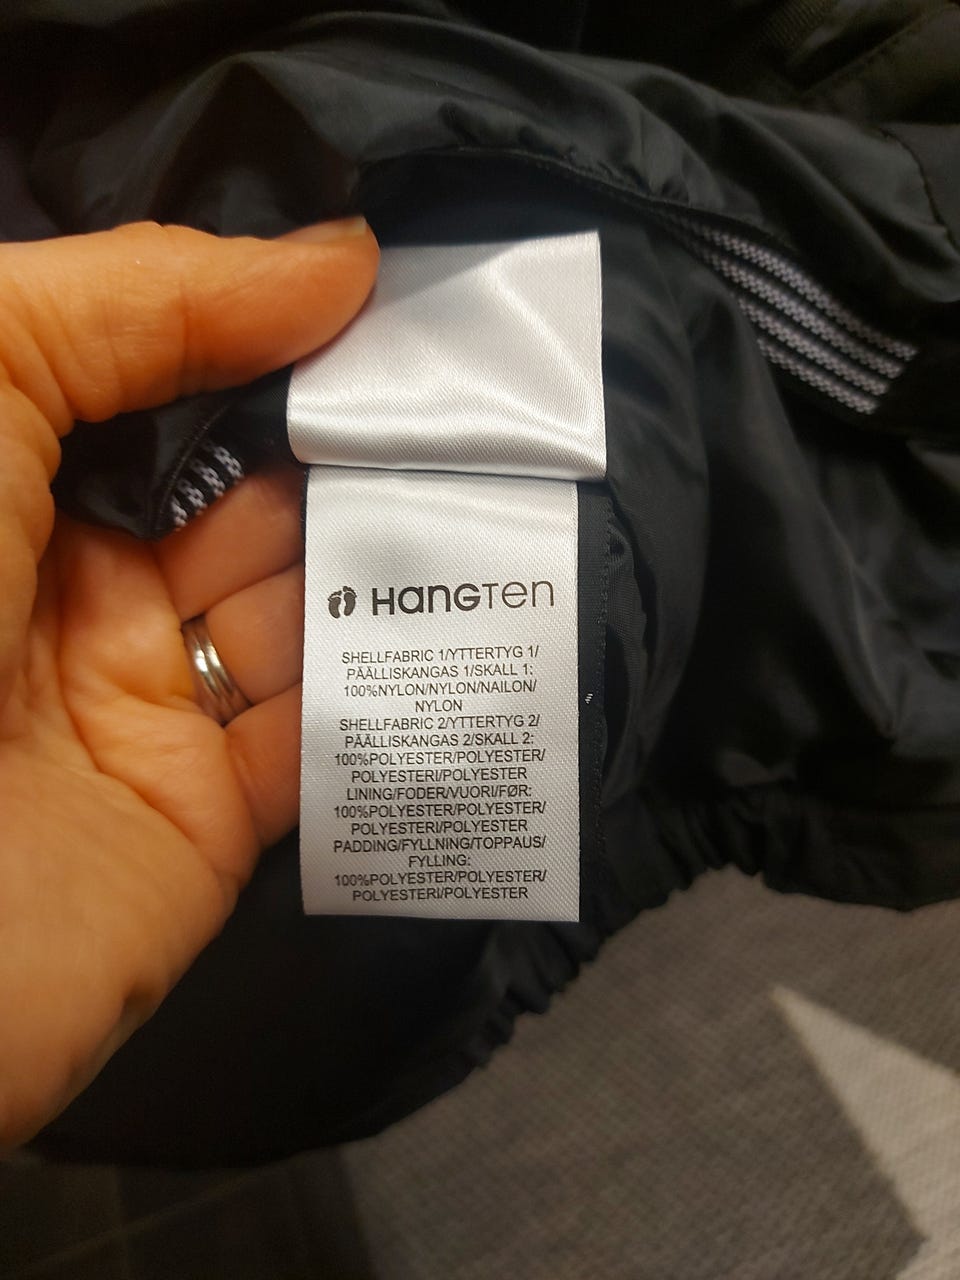 HANGTEN
SHELLFABRIC 1/YTTERTYG 1/
PÄÄLLISKANGAS 1/SKALL 1:
100%NYLON/NYLON/NAILON/
NYLON
SHELLFABRIC 2/YTTERTYG 2/
PÄÄLLISKANGAS 2/SKALL 2:
100%POLYESTER/POLYESTER/
POLYESTERI/POLYESTER
LINING/FODER/VUORI/FØR:
100%POLYESTER/POLYESTER/
POLYESTERI/POLYESTER
PADDING/FYLLNING/TOPPAUS/
FYLLING:
100%POLYESTER/POLYESTER/
POLYESTERI/POLYESTER